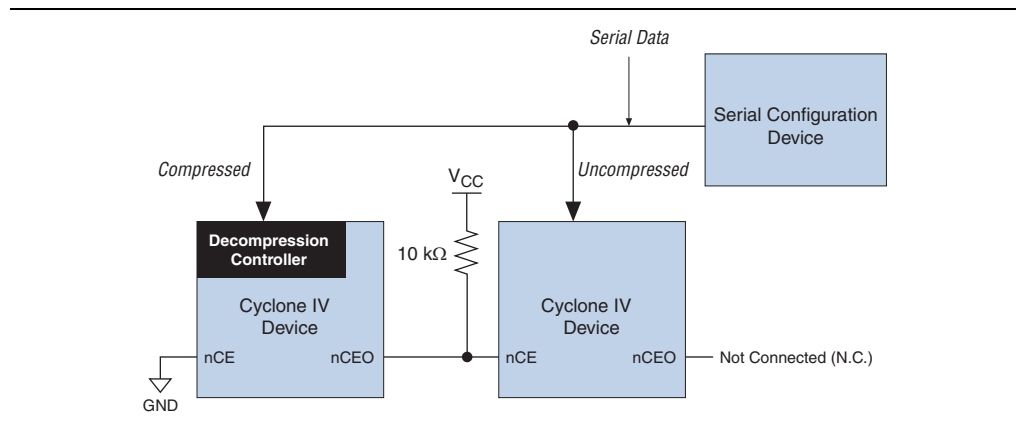 Serial Data
Serial Configuration
Device
Compressed
Uncompressed
VCC
Decompression
Controller
10 kΩ
Cyclone IV
Device
Cyclone IV
Device
nCE
nCEO
nCE
nCEO
Not Connected (N.C.)
GND